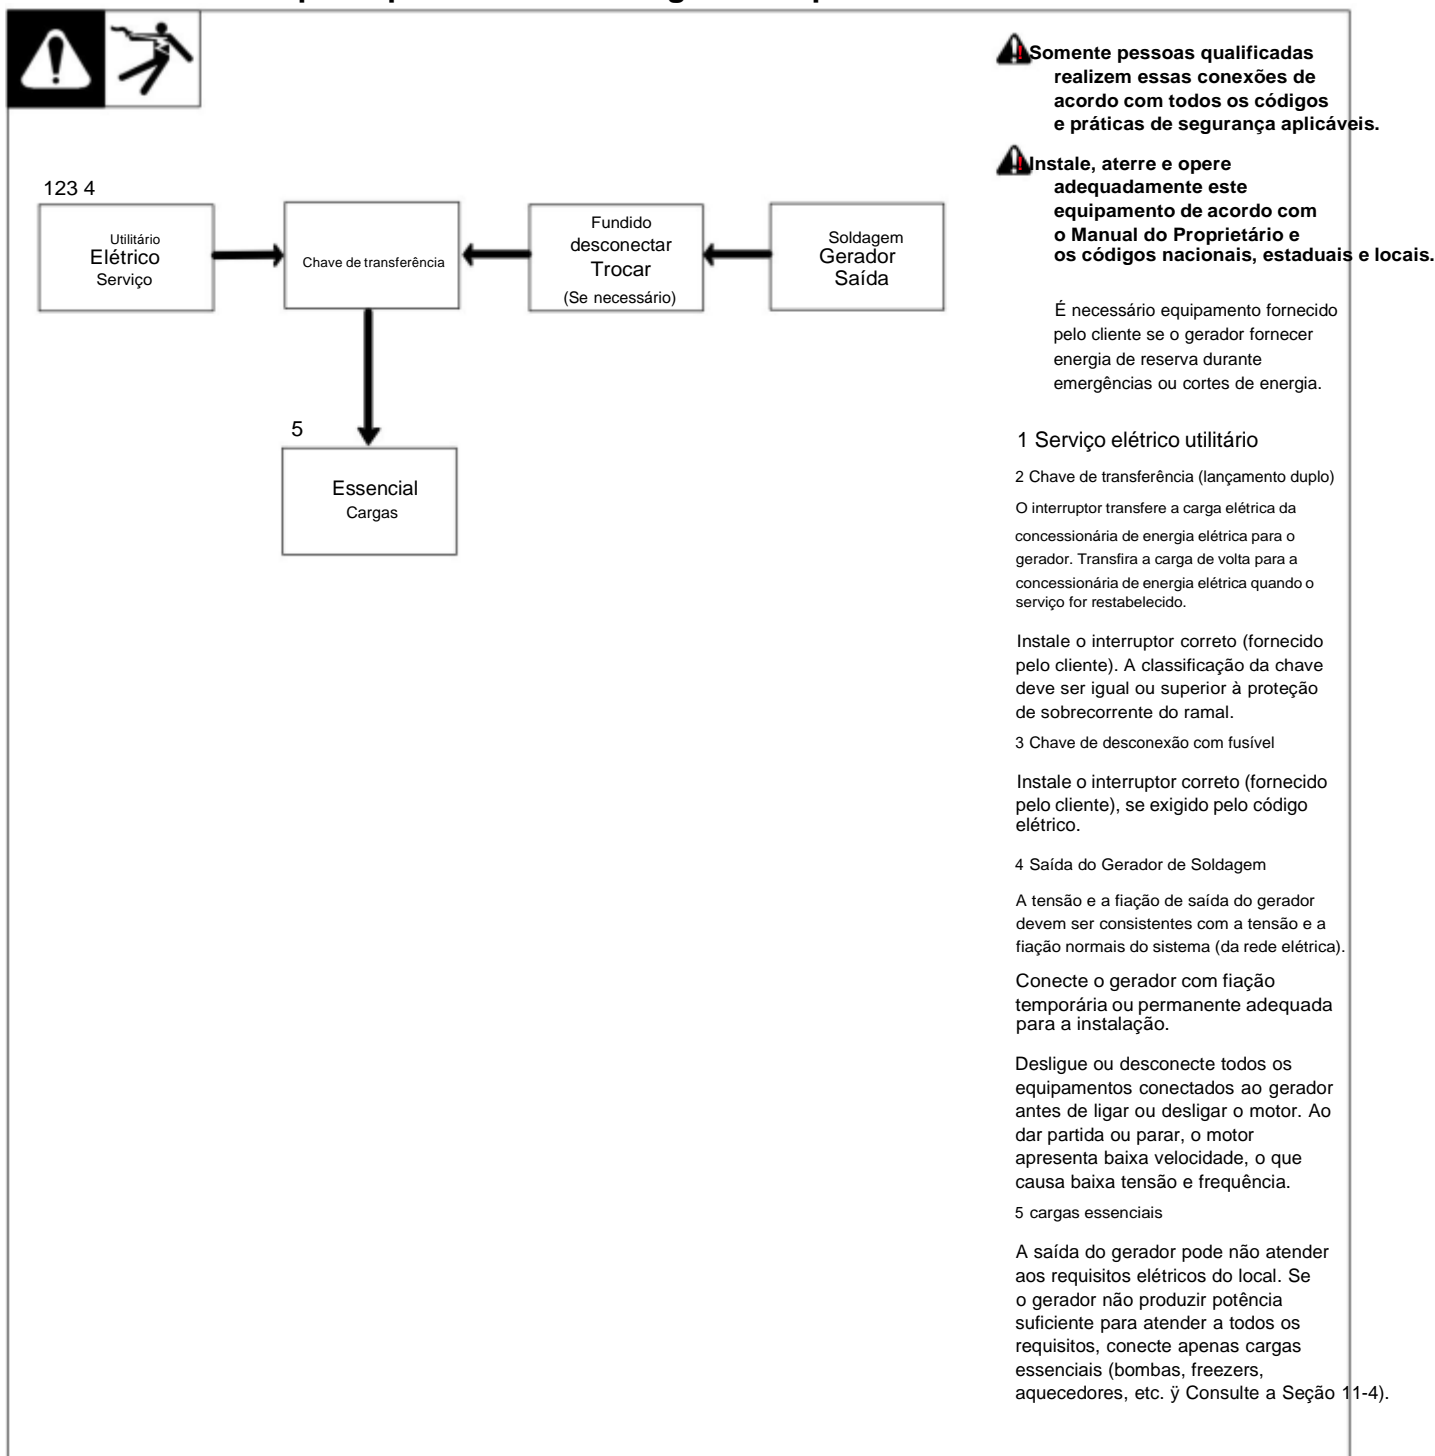 Somente pessoas qualificadas
realizem essas conexões de
acordo com todos os códigos
e práticas de segurança aplicáveis.
Instale, aterre e opere
adequadamente este
equipamento de acordo com
o Manual do Proprietário e
os códigos nacionais, estaduais e locais.
É necessário equipamento fornecido
pelo cliente se o gerador fornecer
energia de reserva durante
emergências ou cortes de energia.
123 4
Utilitário
Elétrico
Serviço
Chave de transferência
Fundido
desconectar
Trocar
(Se necessário)
Soldagem
Gerador
Saída
5
Essencial
Cargas
1 Serviço elétrico utilitário
2 Chave de transferência (lançamento duplo)
O interruptor transfere a carga elétrica da
concessionária de energia elétrica para o
gerador. Transfira a carga de volta para a
concessionária de energia elétrica quando o
serviço for restabelecido.
Instale o interruptor correto (fornecido
pelo cliente). A classificação da chave
deve ser igual ou superior à proteção
de sobrecorrente do ramal.
3 Chave de desconexão com fusível
Instale o interruptor correto (fornecido
pelo cliente), se exigido pelo código
elétrico.
4 Saída do Gerador de Soldagem
A tensão e a fiação de saída do gerador
devem ser consistentes com a tensão e a
fiação normais do sistema (da rede elétrica).
Conecte o gerador com fiação
temporária ou permanente adequada
para a instalação.
Desligue ou desconecte todos os
equipamentos conectados ao gerador
antes de ligar ou desligar o motor. Ao
dar partida ou parar, o motor
apresenta baixa velocidade, o que
causa baixa tensão e frequência.
5 cargas essenciais
A saída do gerador pode não atender
aos requisitos elétricos do local. Se
o gerador não produzir potência
suficiente para atender a todos os
requisitos, conecte apenas cargas
essenciais (bombas, freezers,
aquecedores, etc. ÿ Consulte a Seção 11-4).